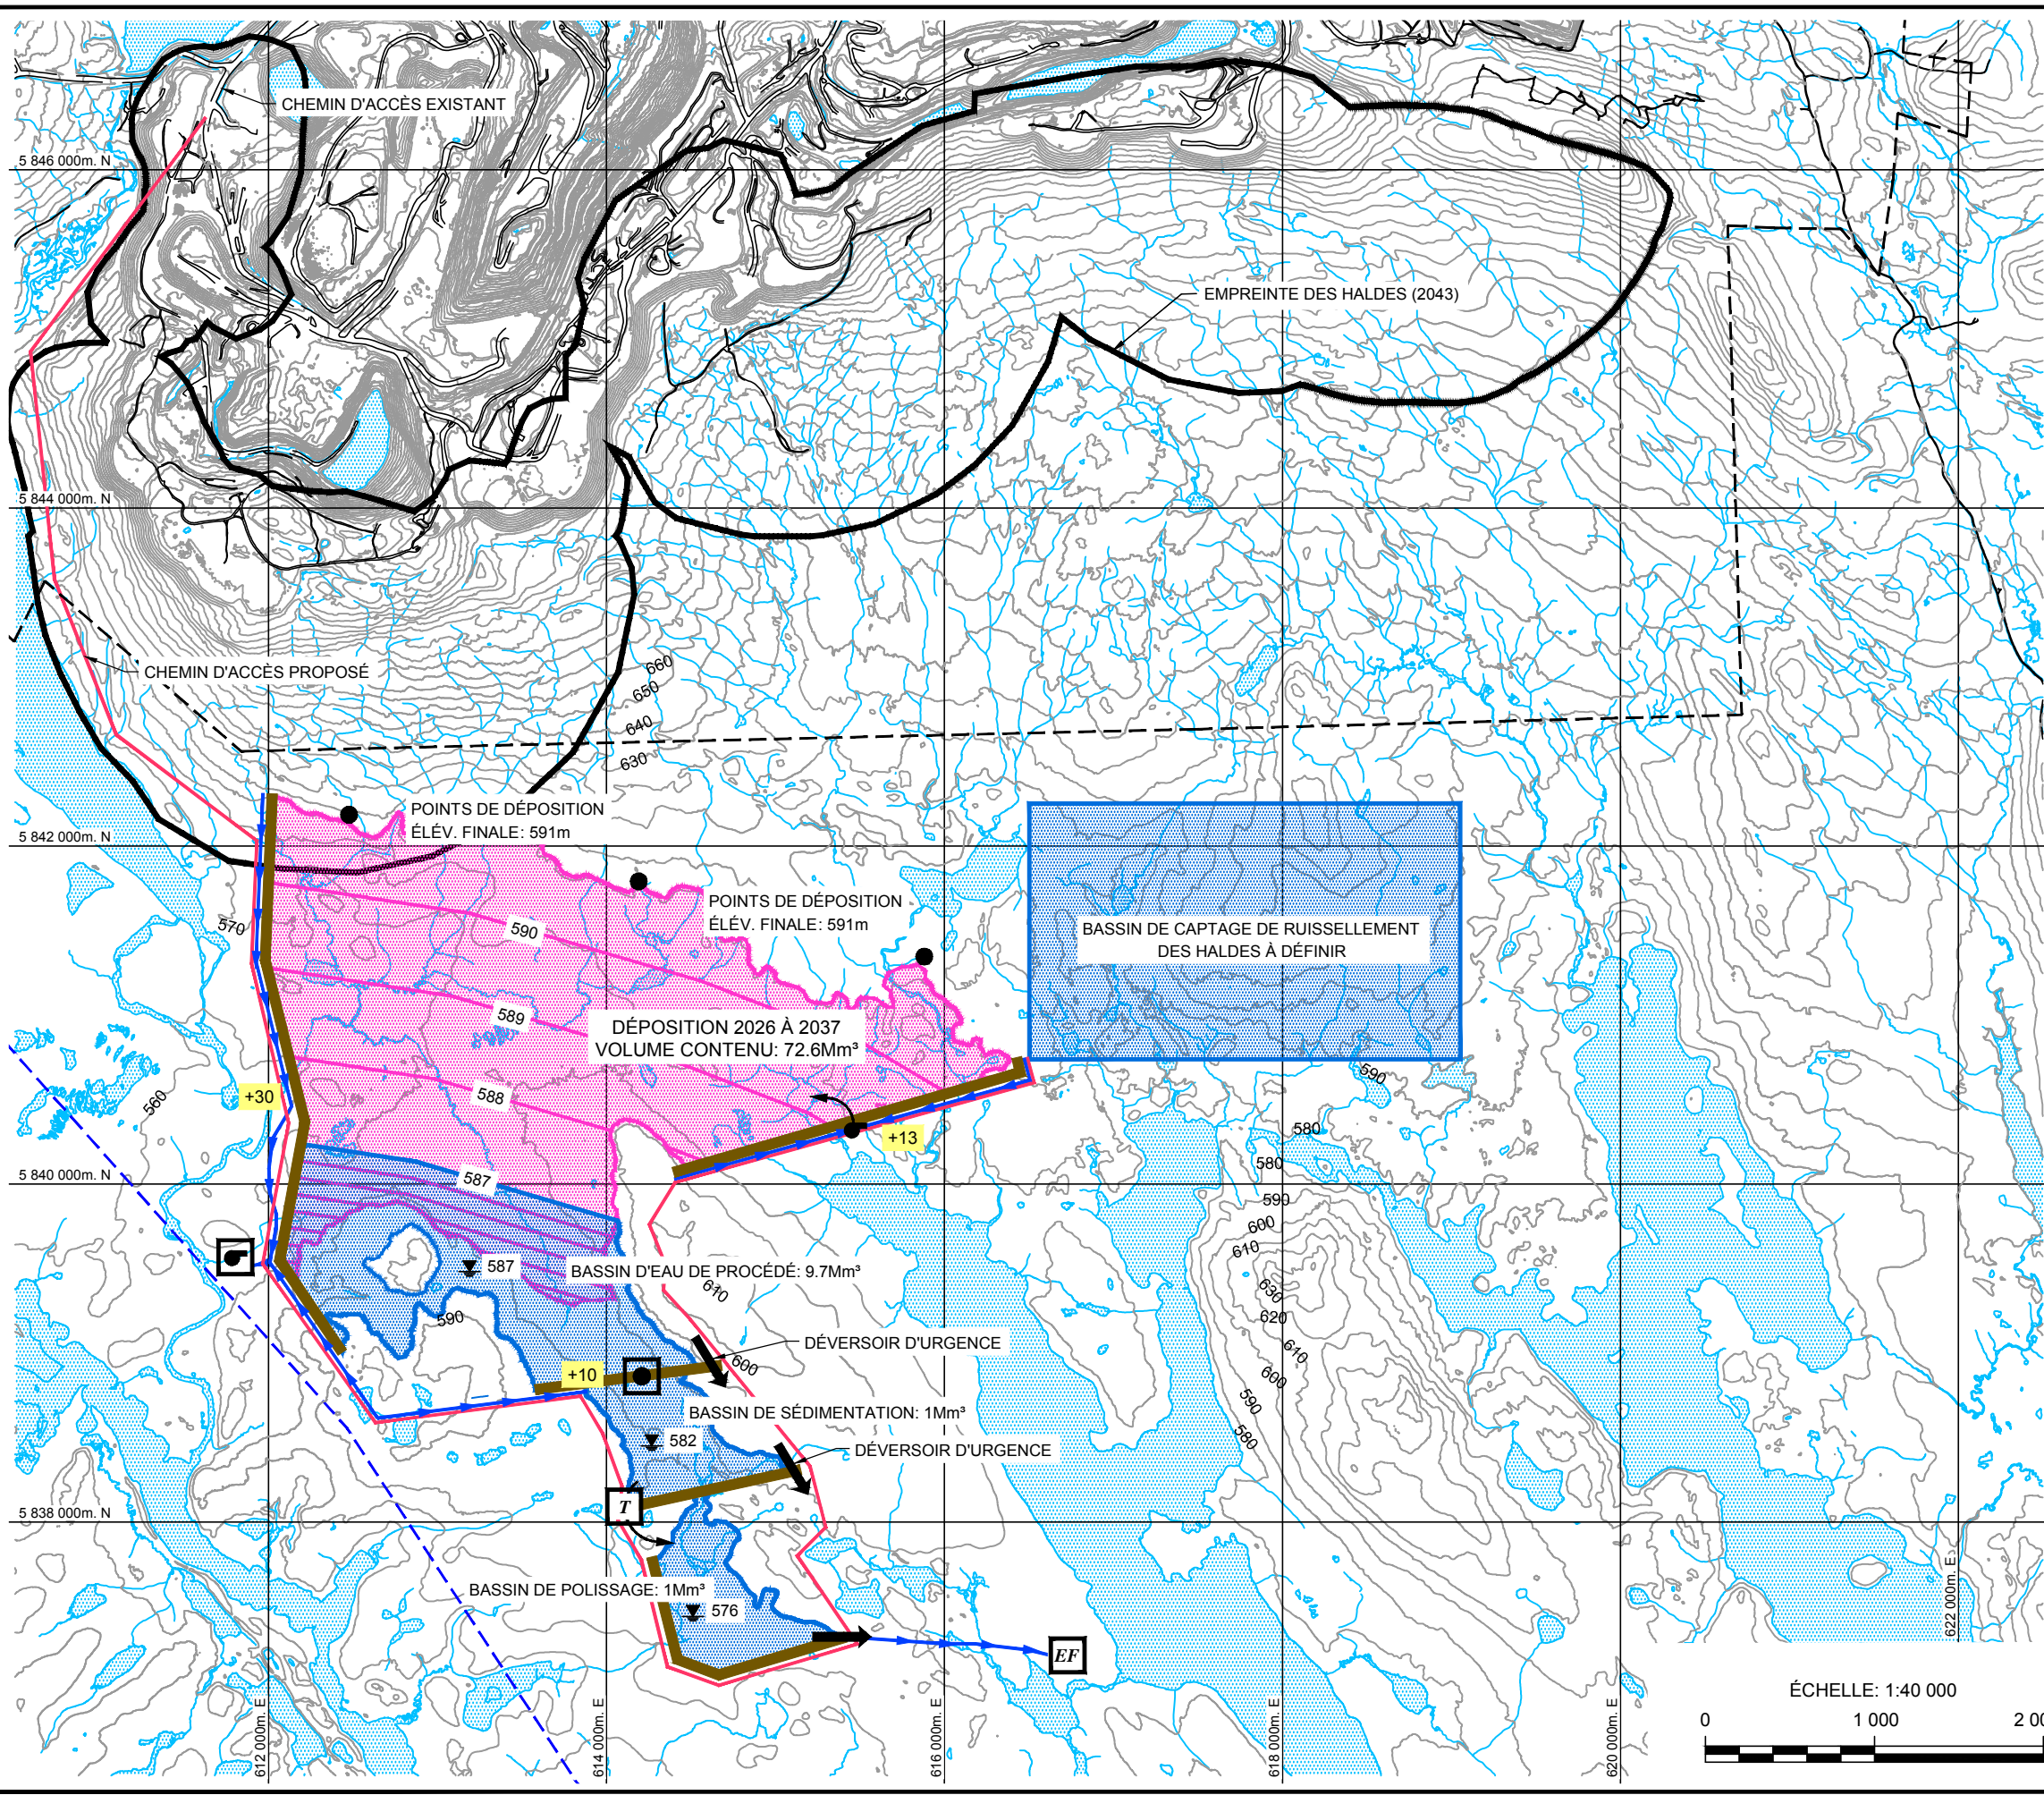 CHEMIN D'ACCÈS EXISTANT
5 846 000m. N
EMPREINTE DES HALDES (2043)
5 844 000m. N
CHEMIN D'ACCÈS PROPOSÉ
660
650
640
630
POINTS DE DÉPOSITION
ÉLÉV. FINALE: 591m
5 842 000m. N
POINTS DE DÉPOSITION
ÉLÉV. FINALE: 591m
570
590
BASSIN DE CAPTAGE DE RUISSELLEMENT
DES HALDES À DÉFINIR
589
DÉPOSITION 2026 À 2037
VOLUME CONTENU: 72.6Mm³
590
560
+30
588
+13
580
580
5 840 000m. N
587
590
600
610
587
BASSIN D'EAU DE PROCÉDÉ: 9.7Mm³
610
630
620
590
DÉVERSOIR D'URGENCE
600
610
600
+10
590
580
BASSIN DE SÉDIMENTATION: 1Mm³
582
DÉVERSOIR D'URGENCE
T
5 838 000m. N
BASSIN DE POLISSAGE: 1Mm³
576
EF
612 000m. E
614 000m. E
616 000m. E
618 000m. E
620 000m. E
622 000m. E
ÉCHELLE: 1:40 000
0
1 000
2 00